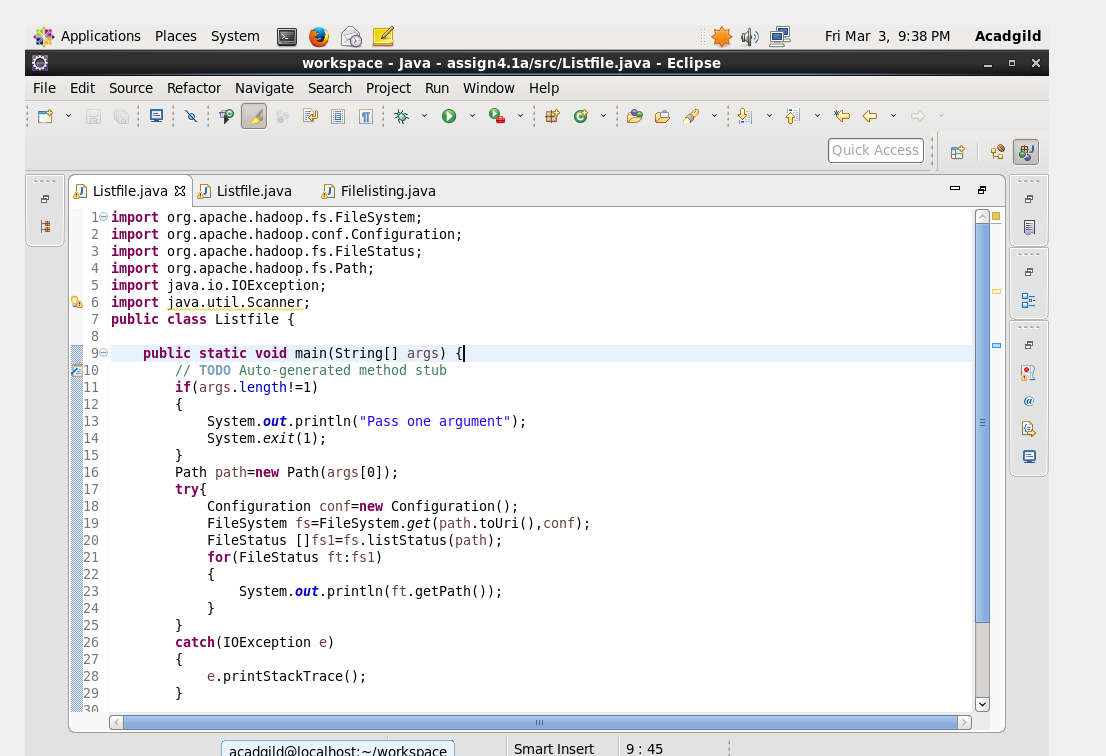 Applications Places System Fri Mar 3, 9:38 PM Acadgild
workspace - Java - assign4.1a/src/Listfile.java - Eclipse
File Edit Source Refactor Navigate Search Project Run Window Help
Quick Access
Listfile.java Listfile.java Filelisting.java
1 import org.apache.hadoop.fs.FileSystem;
2 import org.apache.hadoop.conf.Configuration;
3 import org.apache.hadoop.fs.FileStatus;
4 import org.apache.hadoop.fs.Path;
5 import java.io.IOException;
6 import java.util.Scanner;
7 public class Listfile {
8
9     public static void main(String[] args) {
10         // TODO Auto-generated method stub
11         if(args.length!=1)
12         {
13             System.out.println("Pass one argument");
14             System.exit(1);
15         }
16         Path path=new Path(args[0]);
17         try{
18             Configuration conf=new Configuration();
19             FileSystem fs=FileSystem.get(path.toUri(),conf);
20             FileStatus []fs1=fs.listStatus(path);
21             for(FileStatus ft:fs1)
22             {
23                 System.out.println(ft.getPath());
24             }
25         }
26         catch(IOException e)
27         {
28             e.printStackTrace();
29         }
30
Smart Insert 9 : 45
acadgild@localhost:~/workspace